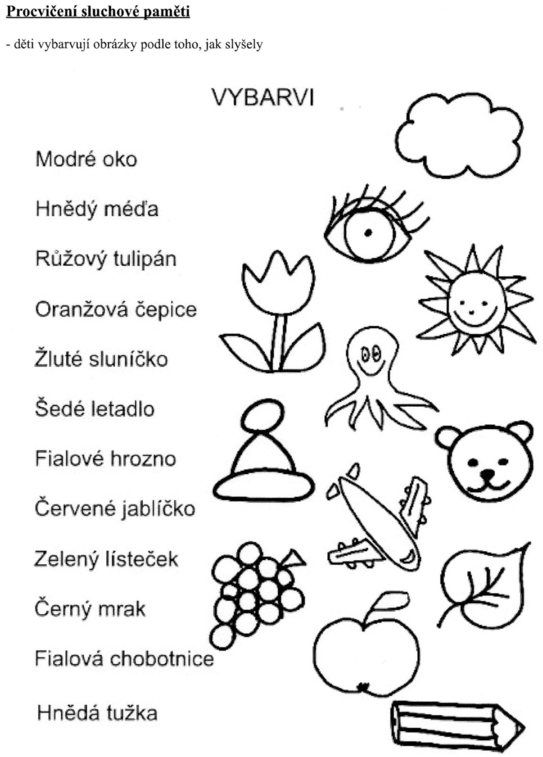 Procvičení sluchové paměti
- děti vybarvují obrázky podle toho, jak slyšely
VYBARVI
Modré oko
Hnědý méďa
Růžový tulipán
Oranžová čepice
Žluté sluníčko
Šedé letadlo
Fialové hrozno
Červené jablíčko
Zelený lísteček
Černý mrak
Fialová chobotnice
Hnědá tužka